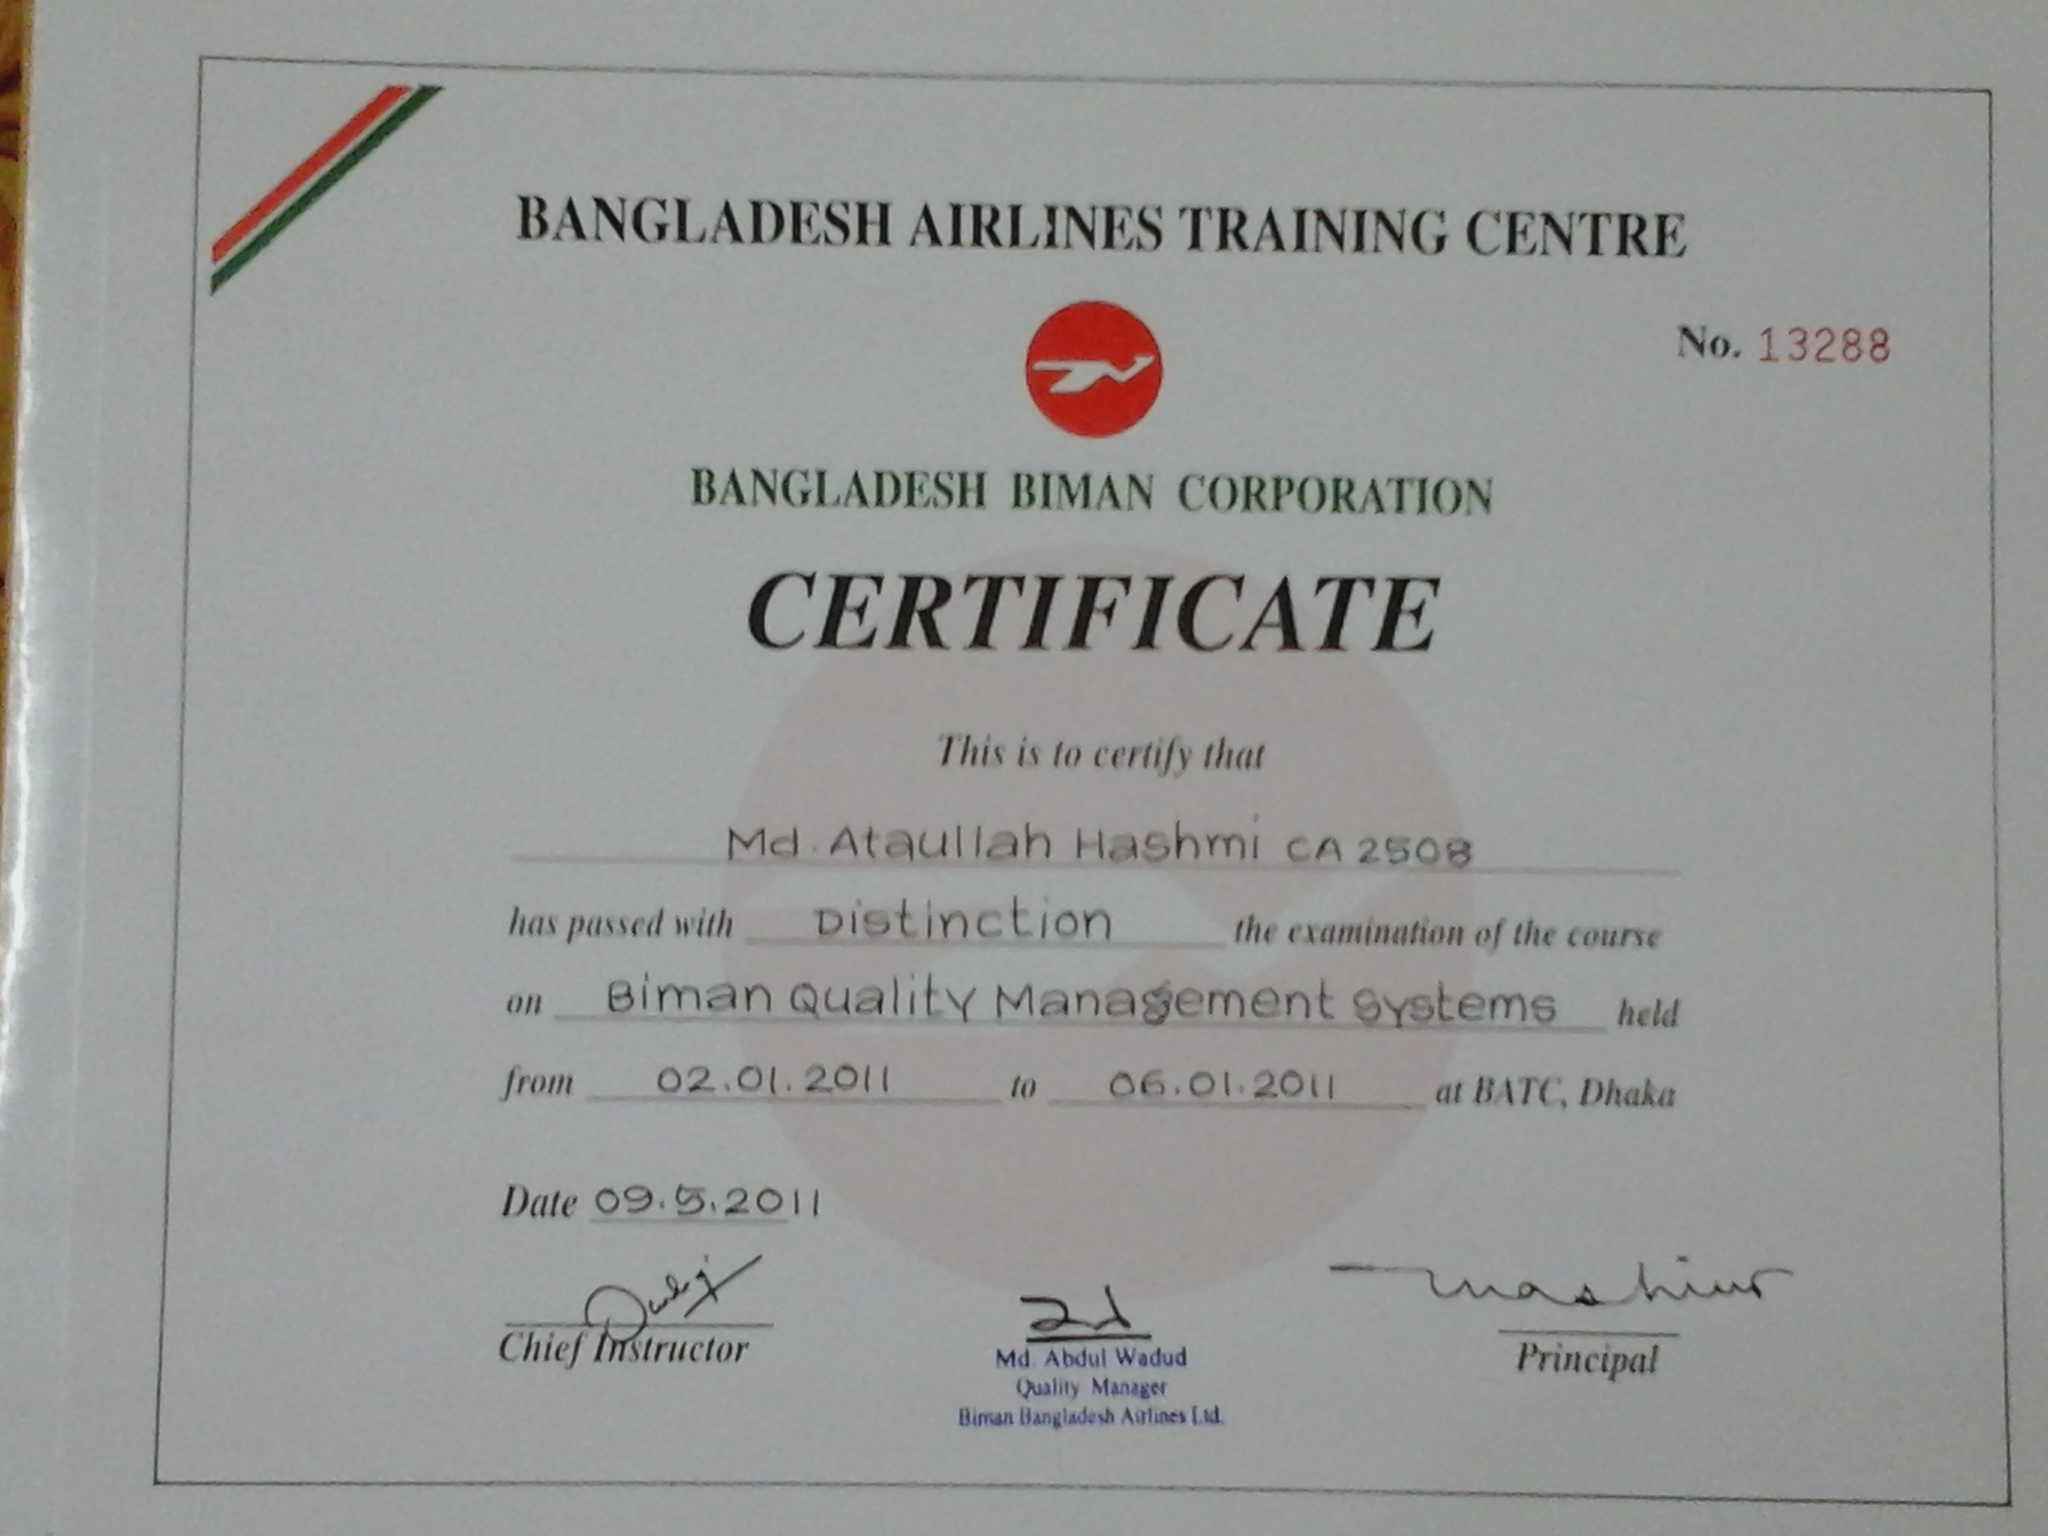 BANGLADESH AIRLINES TRAINING CENTRE
No. 13288
BANGLADESH BIMAN CORPORATION
CERTIFICATE
This is to certify that
Md. Ataullah Hashmi CA 2508
has passed with Distinction the examination of the course
on Biman Quality Management Systems held
from 02.01.2011 to 06.01.2011 at BATC, Dhaka
Date 09.5.2011
Chief Instructor
Md. Abdul Wadud
Quality Manager
Biman Bangladesh Airlines Ltd.
Mashiur
Principal